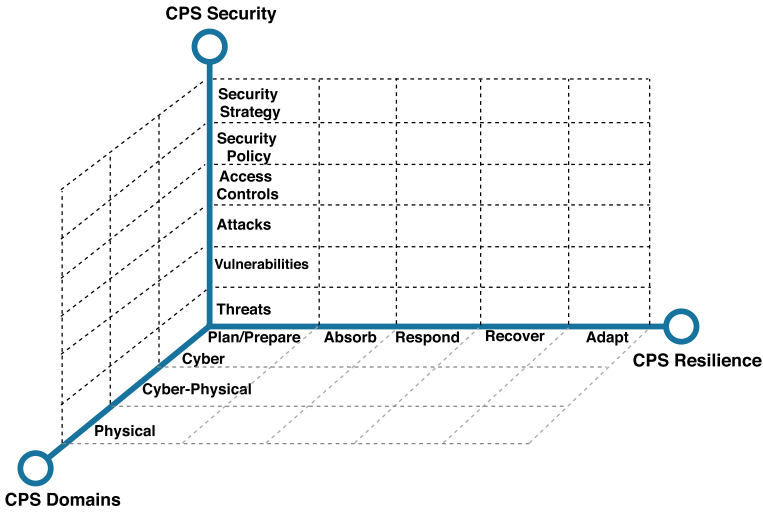 CPS Security
Security
Strategy
Security
Policy
Access
Controls
Attacks
Vulnerabilities
Threats
Plan/Prepare
Absorb
Respond
Recover
Adapt
CPS Resilience
Cyber
Cyber-Physical
Physical
CPS Domains